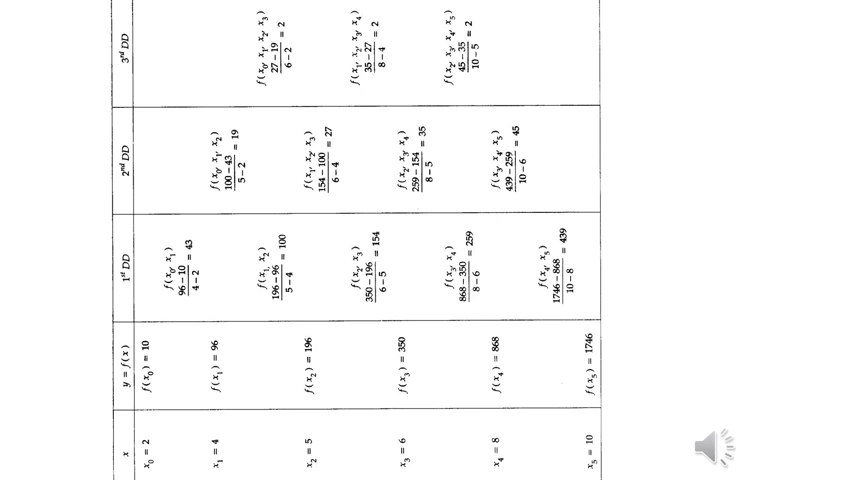 x y = f(x) 1st DD 2nd DD 3rd DD
x₀ = 2 f(x₀) = 10
f(x₀, x₁)
96 − 10 / 4 − 2 = 43
x₁ = 4 f(x₁) = 96 f(x₀, x₁, x₂)
100 − 43 / 5 − 2 = 19
f(x₁, x₂) f(x₀, x₁, x₂, x₃)
196 − 96 / 5 − 4 = 100 27 − 19 / 6 − 2 = 2
x₂ = 5 f(x₂) = 196 f(x₁, x₂, x₃)
154 − 100 / 6 − 4 = 27
f(x₂, x₃) f(x₁, x₂, x₃, x₄)
350 − 196 / 6 − 5 = 154 35 − 27 / 8 − 4 = 2
x₃ = 6 f(x₃) = 350 f(x₂, x₃, x₄)
259 − 154 / 8 − 5 = 35
f(x₃, x₄) f(x₂, x₃, x₄, x₅)
868 − 350 / 8 − 6 = 259 45 − 35 / 10 − 5 = 2
x₄ = 8 f(x₄) = 868 f(x₃, x₄, x₅)
439 − 259 / 10 − 6 = 45
f(x₄, x₅)
1746 − 868 / 10 − 8 = 439
x₅ = 10 f(x₅) = 1746